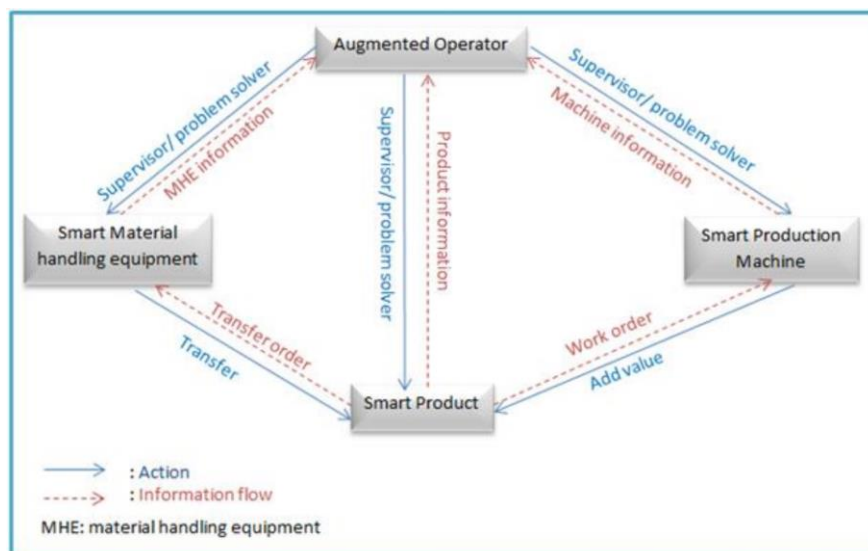 Augmented Operator
Supervisor/ problem solver
MHE information
Supervisor/ problem solver
Product information
Supervisor/ problem solver
Machine information
Smart Material
handling equipment
Smart Production
Machine
Transfer order
Transfer
Work order
Add value
Smart Product
: Action
: Information flow
MHE: material handling equipment